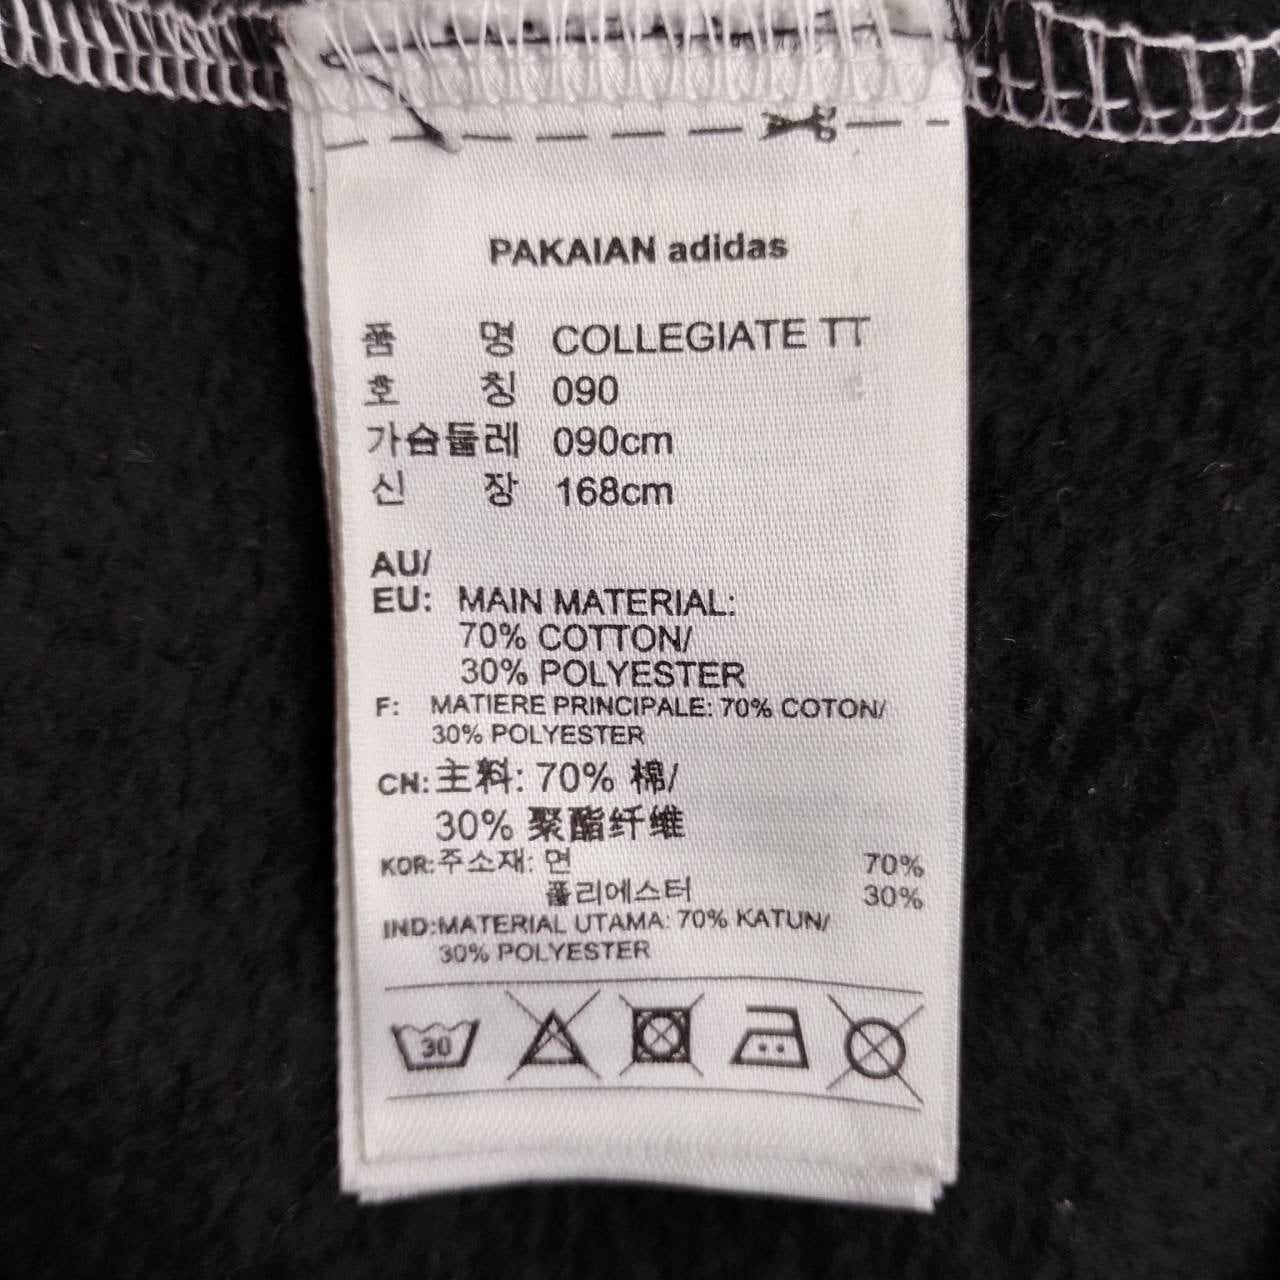 PAKAIAN adidas
품 명 COLLEGIATE TT
호 칭 090
가슴둘레 090cm
신 장 168cm
AU/
EU: MAIN MATERIAL:
70% COTTON/
30% POLYESTER
F: MATIERE PRINCIPALE: 70% COTON/
30% POLYESTER
CN: 主料: 70% 棉/
30% 聚酯纤维
KOR: 주소재: 면 70%
폴리에스터 30%
IND: MATERIAL UTAMA: 70% KATUN/
30% POLYESTER
30